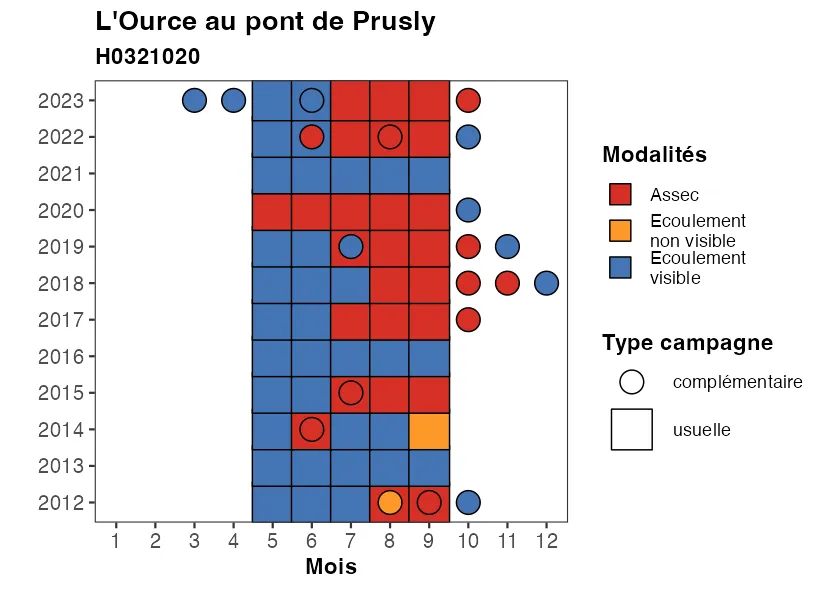 L'Ource au pont de Prusly
H0321020
2023
2022
2021
2020
2019
2018
2017
2016
2015
2014
2013
2012
1 2 3 4 5 6 7 8 9 10 11 12
Mois
Modalités
Assec
Ecoulement
non visible
Ecoulement
visible
Type campagne
complémentaire
usuelle